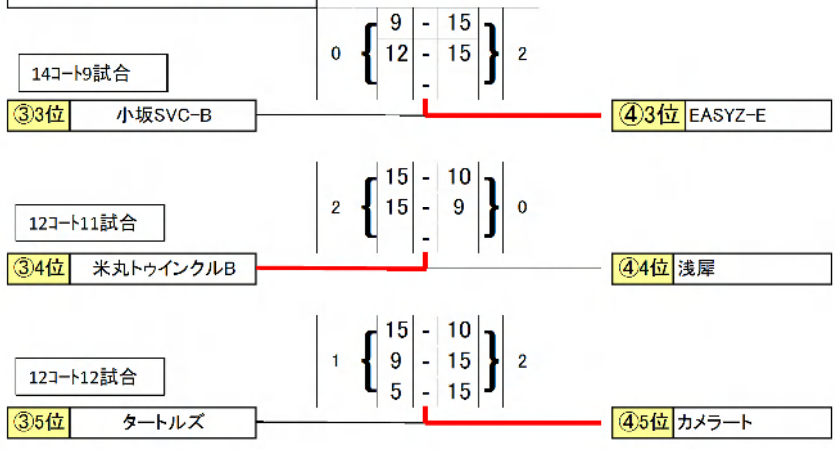 9 - 15
0 { 12 - 15 } 2
-
14コート9試合
③3位 小坂SVC-B ④3位 EASYZ-E
15 - 10
2 { 15 - 9 } 0
-
12コート11試合
③4位 米丸トゥインクルB ④4位 浅犀
15 - 10
1 { 9 - 15 } 2
5 - 15
12コート12試合
③5位 タートルズ ④5位 カメラート